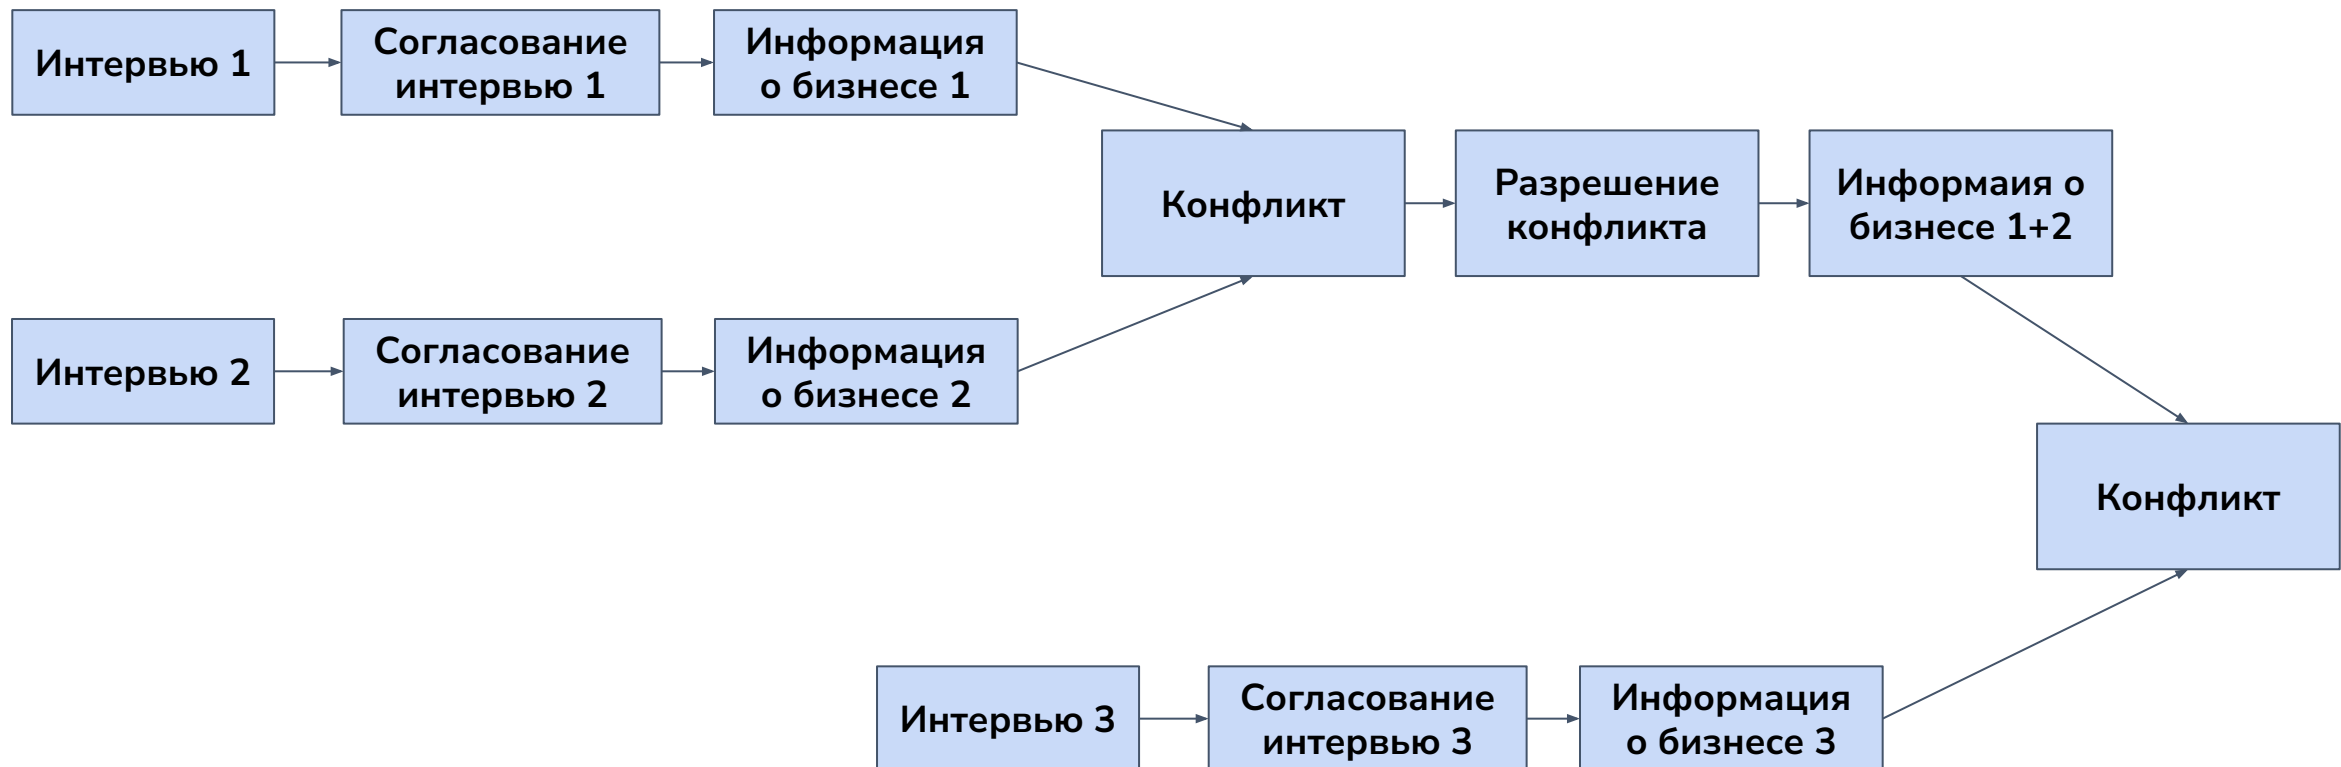 Интервью 1
Согласование
интервью 1
Информация
о бизнесе 1
Конфликт
Разрешение
конфликта
Информаия о
бизнесе 1+2
Интервью 2
Согласование
интервью 2
Информация
о бизнесе 2
Конфликт
Интервью 3
Согласование
интервью 3
Информация
о бизнесе 3